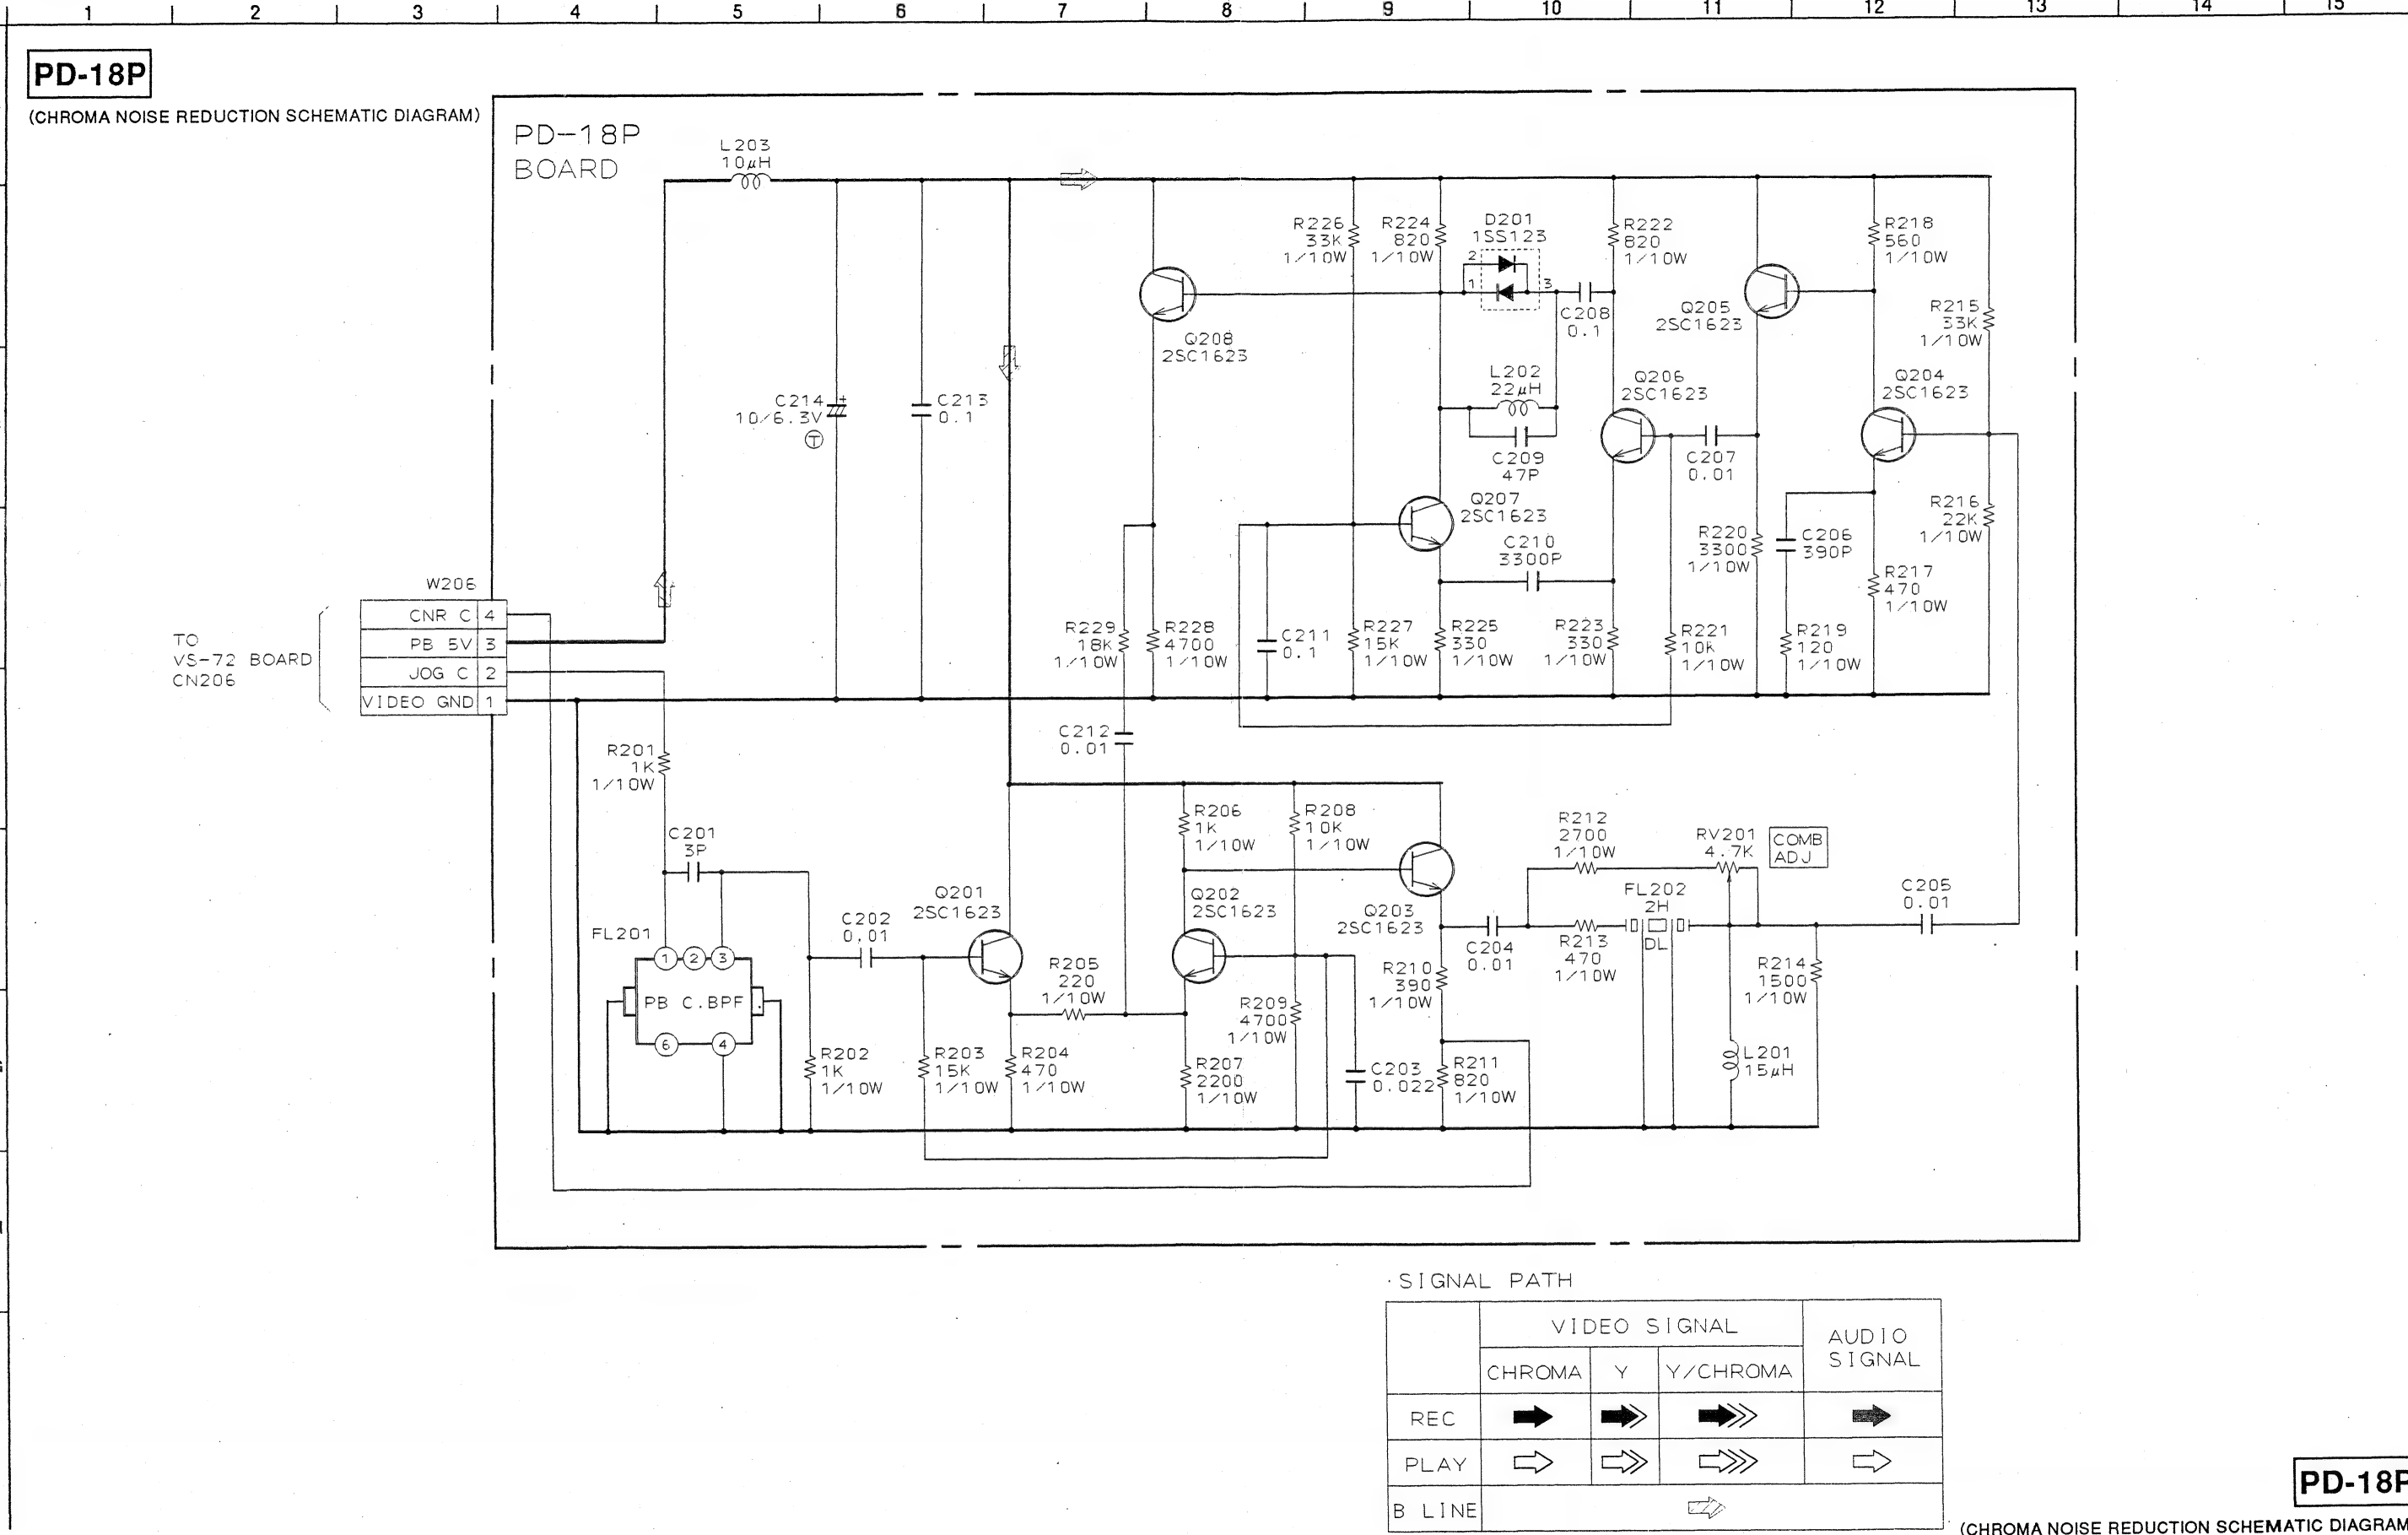 1 2 3 4 5 6 7 8 9 10 11 12 13 14 15
PD-18P
(CHROMA NOISE REDUCTION SCHEMATIC DIAGRAM)
PD-18P
BOARD
L203
10μH
R226
33K
1/10W
R224
820
1/10W
D201
1SS123
2
1
3
C208
0.1
R222
820
1/10W
Q205
2SC1623
R218
560
1/10W
R215
33K
1/10W
Q208
2SC1623
C214
10/6.3V
+
T
C213
0.1
L202
22μH
C209
47P
Q206
2SC1623
C207
0.01
Q204
2SC1623
Q207
2SC1623
C210
3300P
R220
3300
1/10W
C206
390P
R216
22K
1/10W
R217
470
1/10W
W206
CNR C 4
PB 5V 3
JOG C 2
VIDEO GND 1
TO
VS-72 BOARD
CN206
R229
18K
1/10W
R228
4700
1/10W
C211
0.1
R227
15K
1/10W
R225
330
1/10W
R223
330
1/10W
R221
10K
1/10W
R219
120
1/10W
C212
0.01
R201
1K
1/10W
C201
3P
R206
1K
1/10W
R208
10K
1/10W
R212
2700
1/10W
RV201
4.7K
COMB
ADJ
Q201
2SC1623
Q202
2SC1623
Q203
2SC1623
C202
0.01
FL201
1 2 3
PB C.BPF
6 4
R205
220
1/10W
C204
0.01
R213
470
1/10W
FL202
2H
DL
C205
0.01
R210
390
1/10W
R214
1500
1/10W
R209
4700
1/10W
R202
1K
1/10W
R203
15K
1/10W
R204
470
1/10W
R207
2200
1/10W
C203
0.022
R211
820
1/10W
L201
15μH
·SIGNAL PATH
VIDEO SIGNAL
AUDIO
SIGNAL
CHROMA Y Y/CHROMA
REC
PLAY
B LINE
PD-18P
(CHROMA NOISE REDUCTION SCHEMATIC DIAGRAM